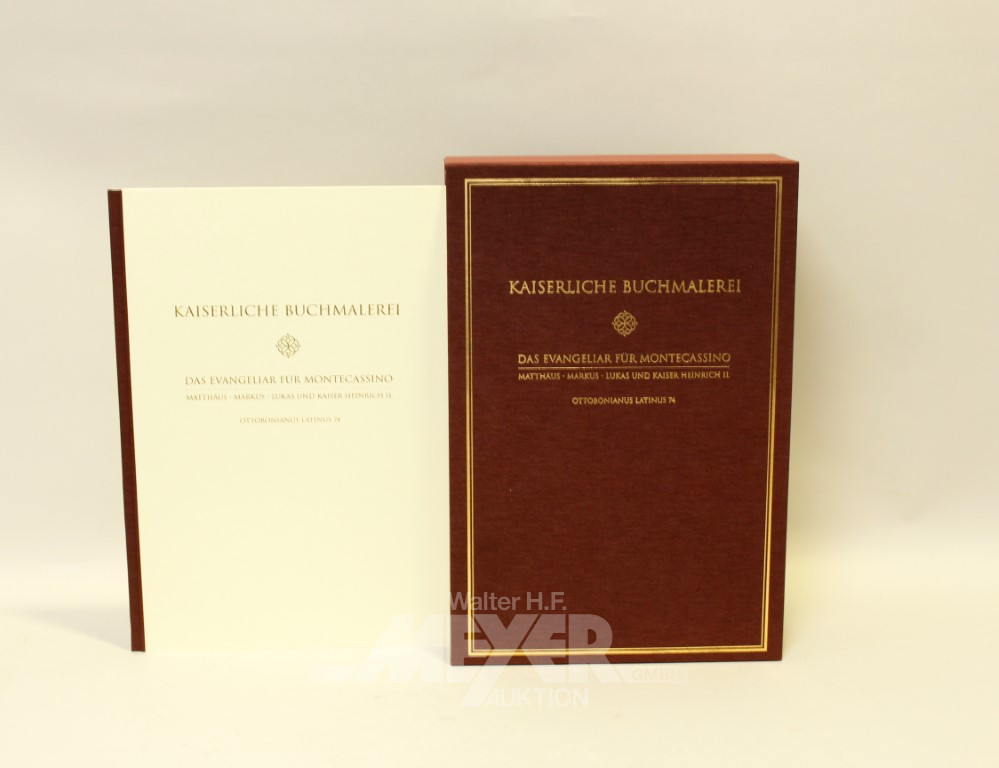 KAISERLICHE BUCHMALEREI
DAS EVANGELIAR FÜR MONTECASSINO
MATTHÄUS · MARKUS · LUKAS UND KAISER HEINRICH II.
OTTOBONIANUS LATINUS 74
KAISERLICHE BUCHMALEREI
DAS EVANGELIAR FÜR MONTECASSINO
MATTHÄUS · MARKUS · LUKAS UND KAISER HEINRICH II.
OTTOBONIANUS LATINUS 74
Walter H.F.
MEYER
GMBH
AUKTION